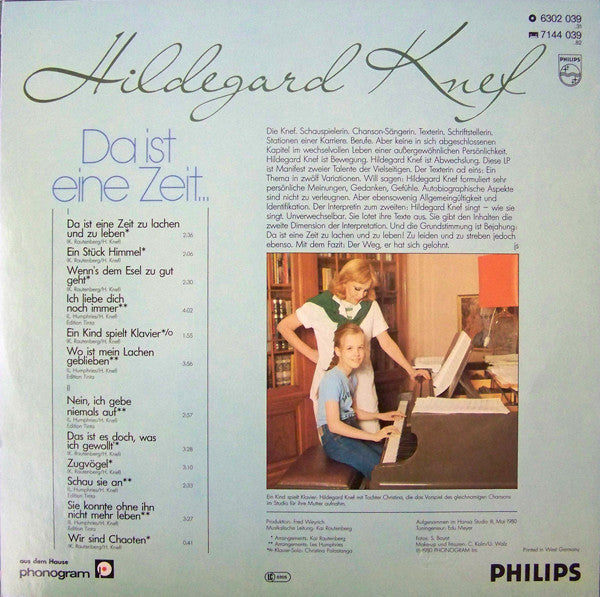 Hildegard Knef
6302 039
.31
7144 039
.82
PHILIPS
Da ist
eine Zeit...
I
Da ist eine Zeit zu lachen
und zu leben* 2:36
(K. Rautenberg/H. Knef)
Ein Stück Himmel* 2:06
(K. Rautenberg/H. Knef)
Wenn's dem Esel zu gut
geht* 2:30
(K. Rautenberg/H. Knef)
Ich liebe dich
noch immer** 4:02
(L. Humphries/H. Knef)
Edition Tinta
Ein Kind spielt Klavier*/o 1:55
(K. Rautenberg/H. Knef)
Wo ist mein Lachen
geblieben** 3:56
(L. Humphries/H. Knef)
Edition Tinta
II
Nein, ich gebe
niemals auf** 2:57
(L. Humphries/H. Knef)
Edition Tinta
Das ist es doch, was
ich gewollt* 3:28
(K. Rautenberg/H. Knef)
Zugvögel* 3:10
(K. Rautenberg/H. Knef)
Schau sie an** 2:33
(L. Humphries/H. Knef)
Edition Tinta
Sie konnte ohne ihn
nicht mehr leben** 3:27
(L. Humphries/H. Knef)
Edition Tinta
Wir sind Chaoten* 0:41
(K. Rautenberg/H. Knef)
Die Knef. Schauspielerin, Chanson-Sängerin, Texterin, Schriftstellerin.
Stationen einer Karriere. Berufe. Aber keine in sich abgeschlossenen
Kapitel im wechselvollen Leben einer außergewöhnlichen Persönlichkeit.
Hildegard Knef ist Bewegung. Hildegard Knef ist Abwechslung. Diese LP
ist Manifest zweier Talente der Vielseitigen. Der Texterin ad eins: Ein
Thema in zwölf Variationen. Will sagen: Hildegard Knef formuliert sehr
persönliche Meinungen, Gedanken, Gefühle. Autobiographische Aspekte
sind nicht zu verleugnen. Aber ebensowenig Allgemeingültigkeit und
Identifikation. Der Interpretin zum zweiten: Hildegard Knef singt – wie sie
singt. Unverwechselbar. Sie lotet ihre Texte aus. Sie gibt den Inhalten die
zweite Dimension der Interpretation. Und die Grundstimmung ist Bejahung:
Da ist eine Zeit zu lachen und zu leben! Zu leiden und zu streben jedoch
ebenso. Mit dem Fazit: Der Weg, er hat sich gelohnt. js
Ein Kind spielt Klavier: Hildegard Knef mit Tochter Christina, die das Vorspiel des gleichnamigen Chansons
im Studio für ihre Mutter aufnahm.
Produktion: Fred Weyrich
Musikalische Leitung: Kai Rautenberg
* Arrangements: Kai Rautenberg
** Arrangements: Les Humphries
Aufgenommen im Hansa Studio III, Mai 1980
Toningenieur: Edu Meyer
Fotos: S. Boyst
Make-up und Frisuren: C. Kolin/G. Walz
℗ 1980 PHONOGRAM Inc.
Printed in West Germany
aus dem Hause
phonogram
LC 0305
PHILIPS